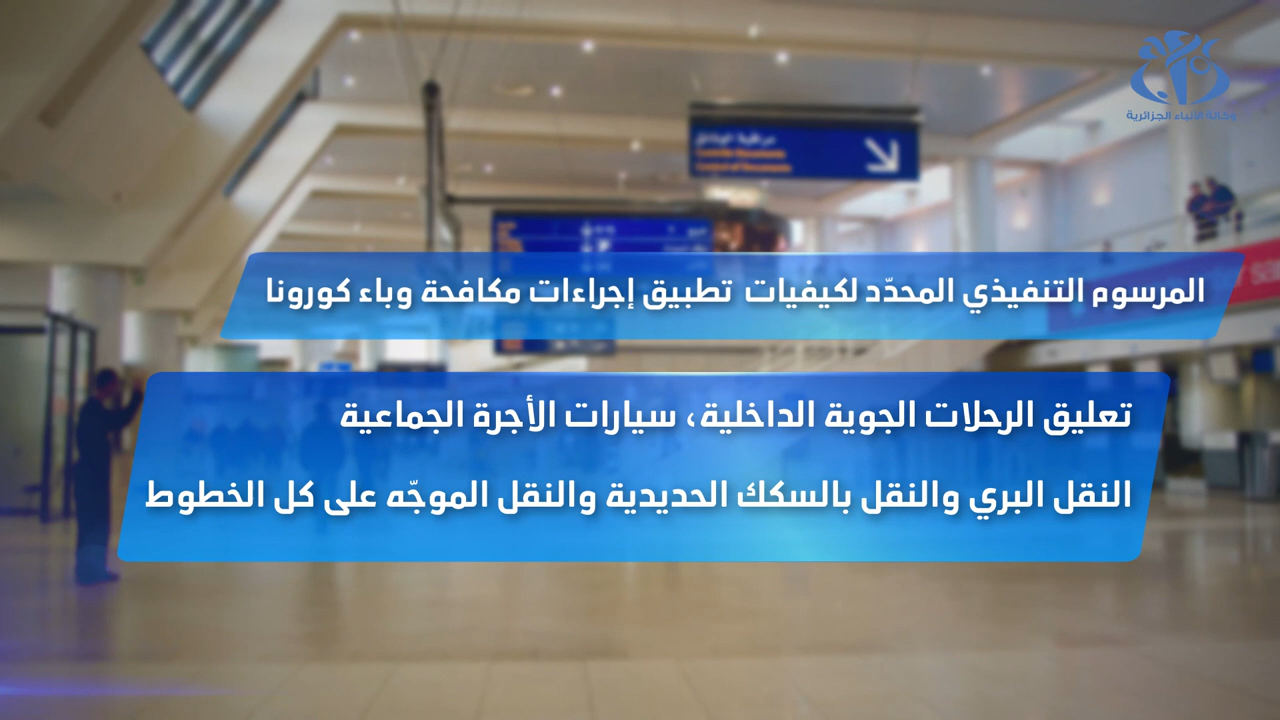 وكالة الأنباء الجزائرية
المرسوم التنفيذي المحدّد لكيفيات تطبيق إجراءات مكافحة وباء كورونا
تعليق الرحلات الجوية الداخلية، سيارات الأجرة الجماعية
النقل البري والنقل بالسكك الحديدية والنقل الموجّه على كل الخطوط